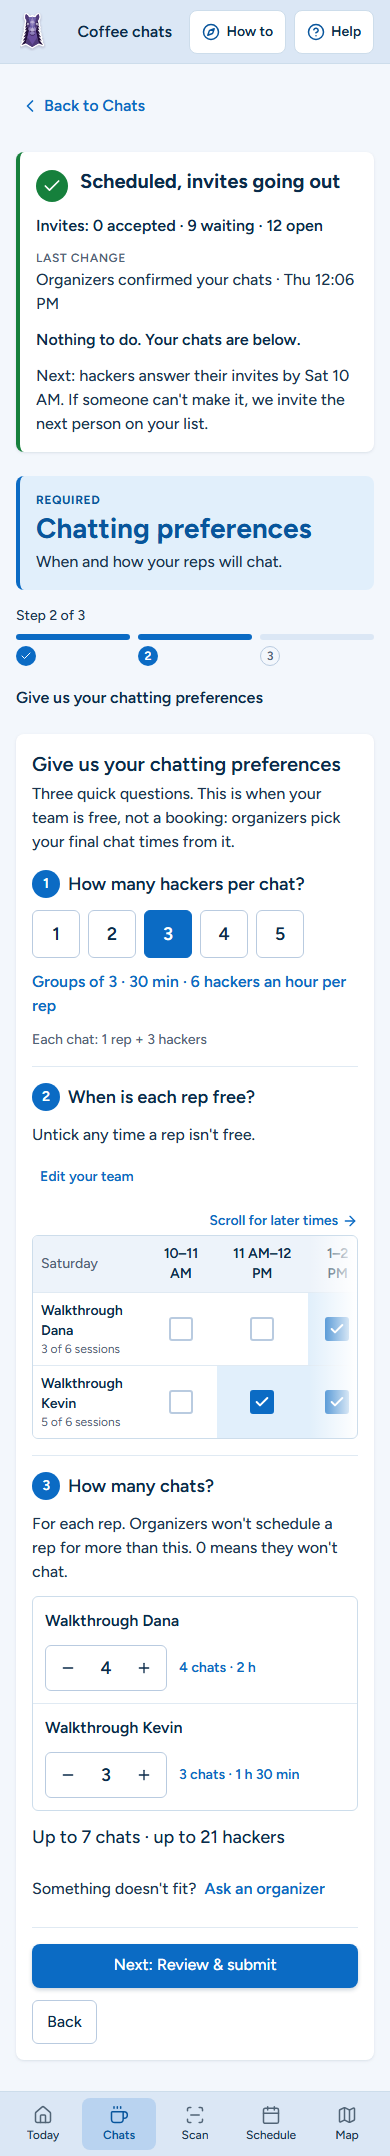 Coffee chats
How to
Help
Back to Chats
Scheduled, invites going out
Invites: 0 accepted · 9 waiting · 12 open
LAST CHANGE
Organizers confirmed your chats · Thu 12:06
PM
Nothing to do. Your chats are below.
Next: hackers answer their invites by Sat 10
AM. If someone can't make it, we invite the
next person on your list.
REQUIRED
Chatting preferences
When and how your reps will chat.
Step 2 of 3
2
3
Give us your chatting preferences
Give us your chatting preferences
Three quick questions. This is when your
team is free, not a booking: organizers pick
your final chat times from it.
1 How many hackers per chat?
1 2 3 4 5
Groups of 3 · 30 min · 6 hackers an hour per
rep
Each chat: 1 rep + 3 hackers
2 When is each rep free?
Untick any time a rep isn't free.
Edit your team
Scroll for later times →
Saturday
10–11
AM
11 AM–12
PM
1–2
PM
Walkthrough
Dana
3 of 6 sessions
Walkthrough
Kevin
5 of 6 sessions
3 How many chats?
For each rep. Organizers won't schedule a
rep for more than this. 0 means they won't
chat.
Walkthrough Dana
− 4 + 4 chats · 2 h
Walkthrough Kevin
− 3 + 3 chats · 1 h 30 min
Up to 7 chats · up to 21 hackers
Something doesn't fit? Ask an organizer
Next: Review & submit
Back
Today
Chats
Scan
Schedule
Map